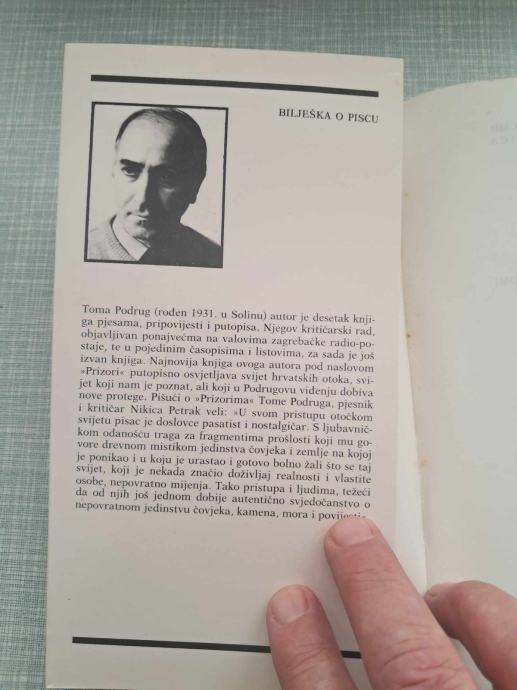 BILJEŠKA O PISCU
Toma Podrug (rođen 1931. u Solinu) autor je desetak knji-
ga pjesama, pripovijesti i putopisa. Njegov kritičarski rad,
objavljivan ponajvećma na valovima zagrebačke radio-po-
staje, te u pojedinim časopisima i listovima, za sada je još
izvan knjiga. Najnovija knjiga ovoga autora pod naslovom
»Prizori« putopisno osvjetljava svijet hrvatskih otoka, svi-
jet koji nam je poznat, ali koji u Podrugovu viđenju dobiva
nove protege. Pišući o »Prizorima« Tome Podruga, pjesnik
i kritičar Nikica Petrak veli: »U svom pristupu otočkom
svijetu pisac je doslovce pasatist i nostalgičar. S ljubavnič-
kom odanošću traga za fragmentima prošlosti koji mu go-
vore drevnom mistikom jedinstva čovjeka i zemlje na kojoj
je ponikao i u koju je urastao i gotovo bolno žali što se taj
svijet, koji je nekada značio doživljaj realnosti i vlastite
osobe, nepovratno mijenja. Tako pristupa i ljudima, težeći
da od njih još jednom dobije autentično svjedočanstvo o
nepovratnom jedinstvu čovjeka, kamena, mora i